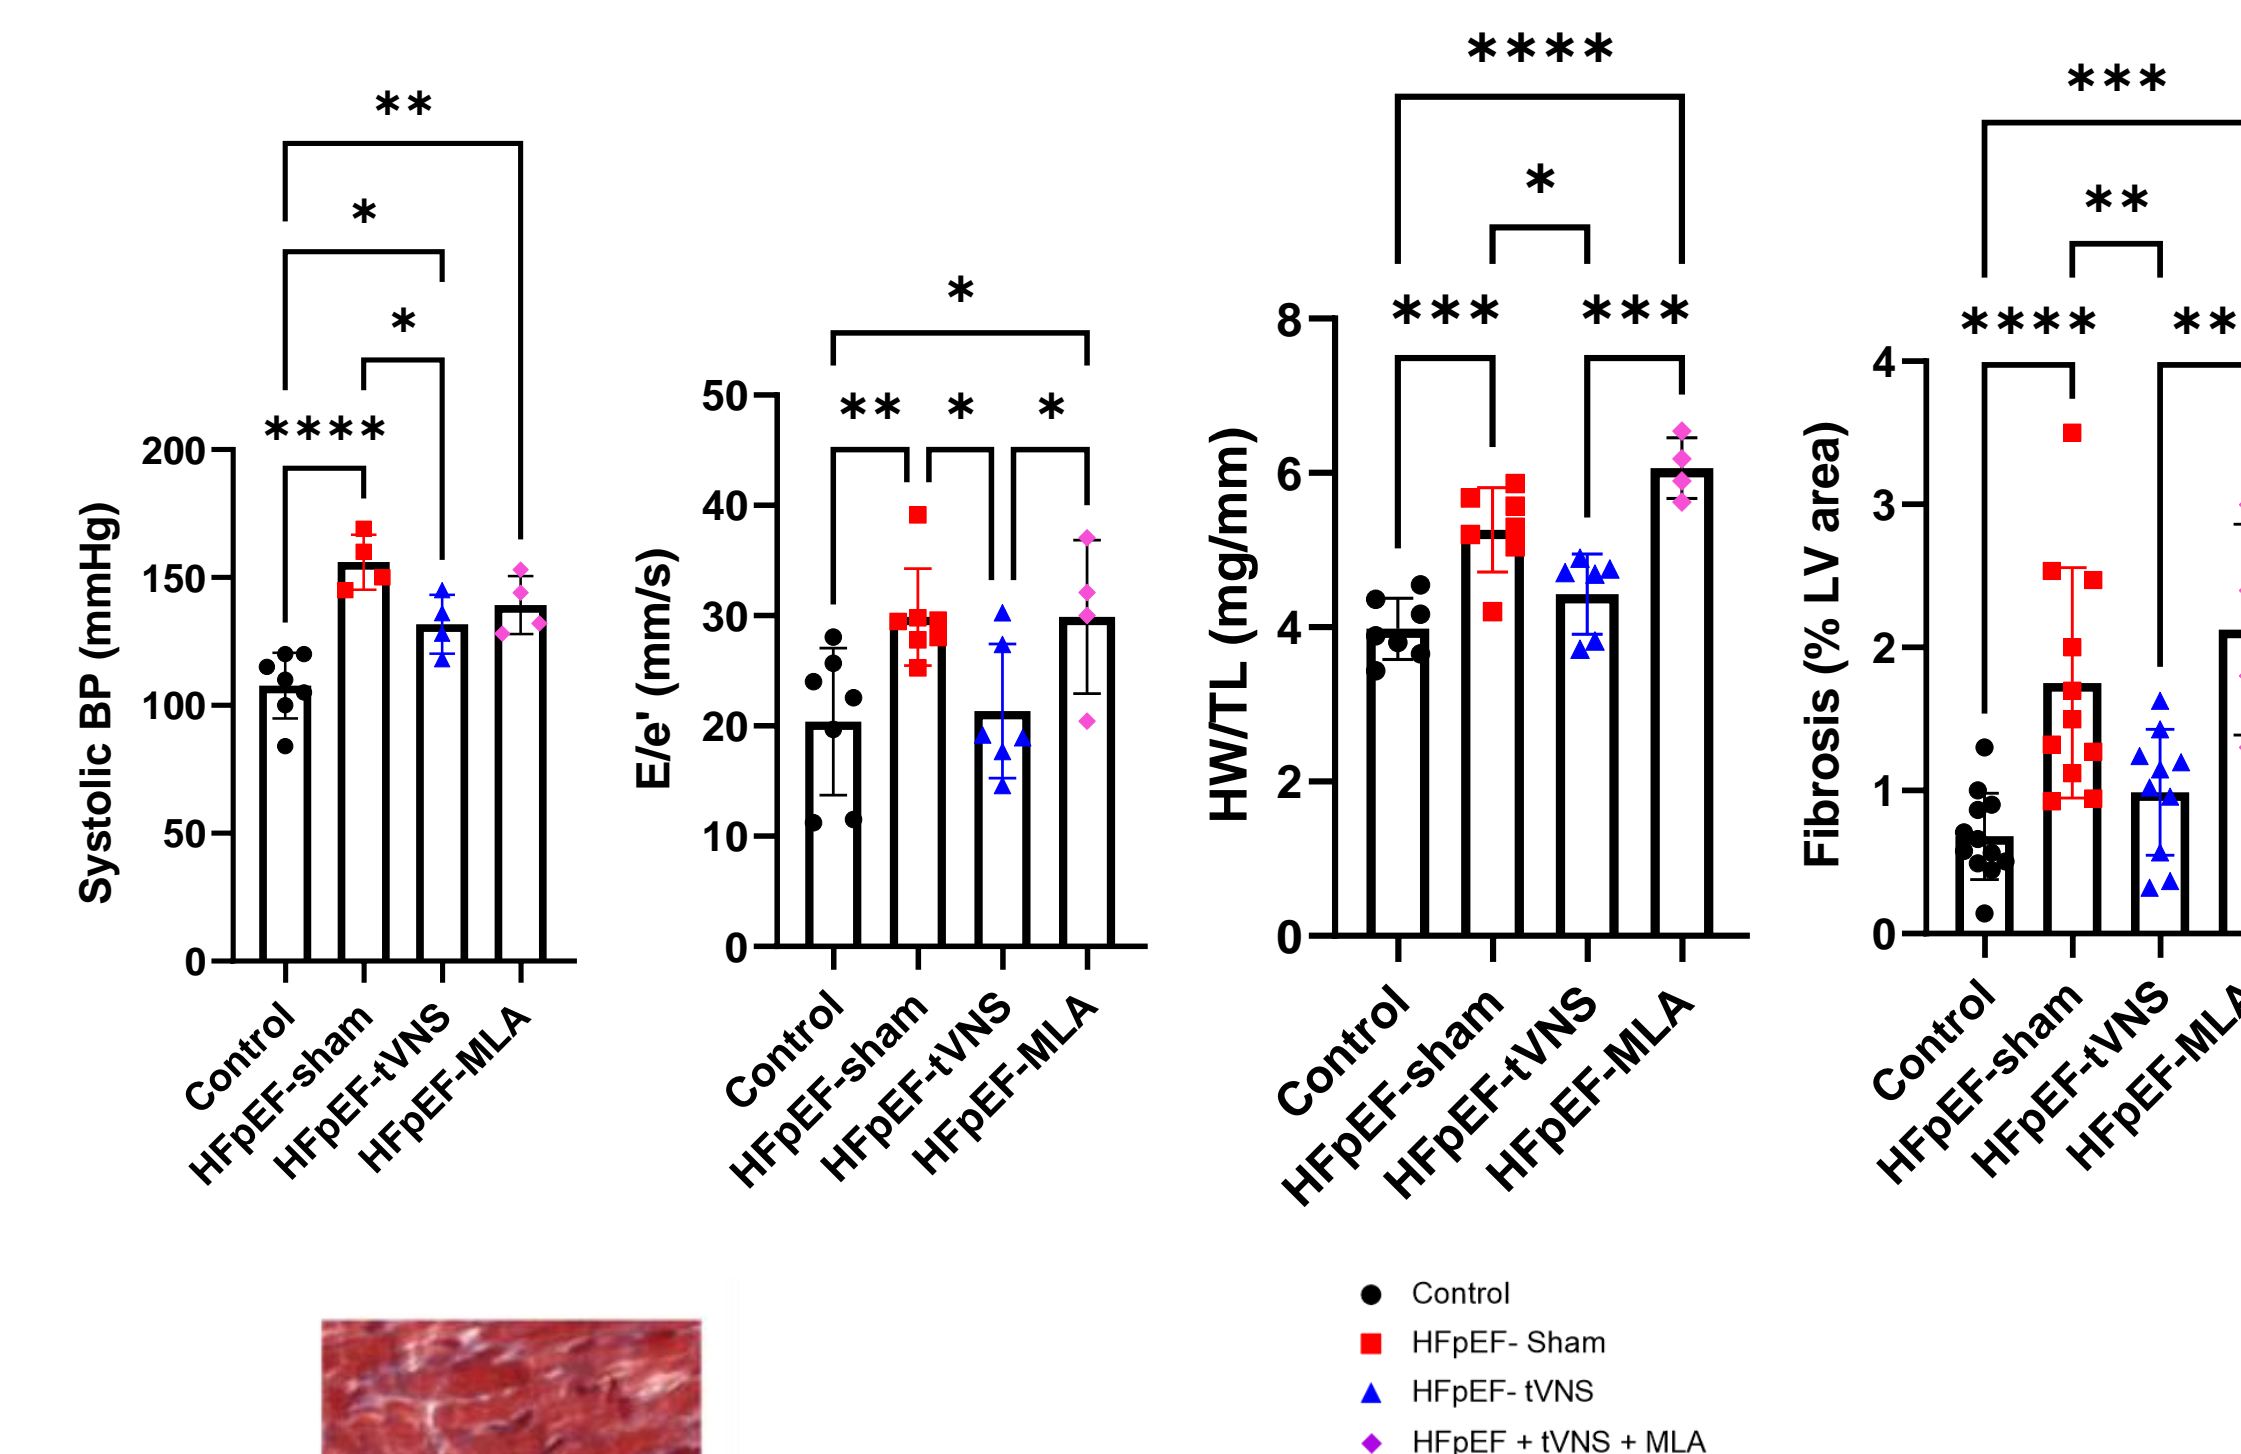 **
*
*
****
200
150
100
50
0
Systolic BP (mmHg)
Control
HFpEF-sham
HFpEF-tVNS
HFpEF-MLA
*
** * *
50
40
30
20
10
0
E/e' (mm/s)
Control
HFpEF-sham
HFpEF-tVNS
HFpEF-MLA
****
*
*** ***
8
6
4
2
0
HW/TL (mg/mm)
Control
HFpEF-sham
HFpEF-tVNS
HFpEF-MLA
***
**
**** **
4
3
2
1
0
Fibrosis (% LV area)
Control
HFpEF-sham
HFpEF-tVNS
HFpEF-MLA
Control
HFpEF- Sham
HFpEF- tVNS
HFpEF + tVNS + MLA